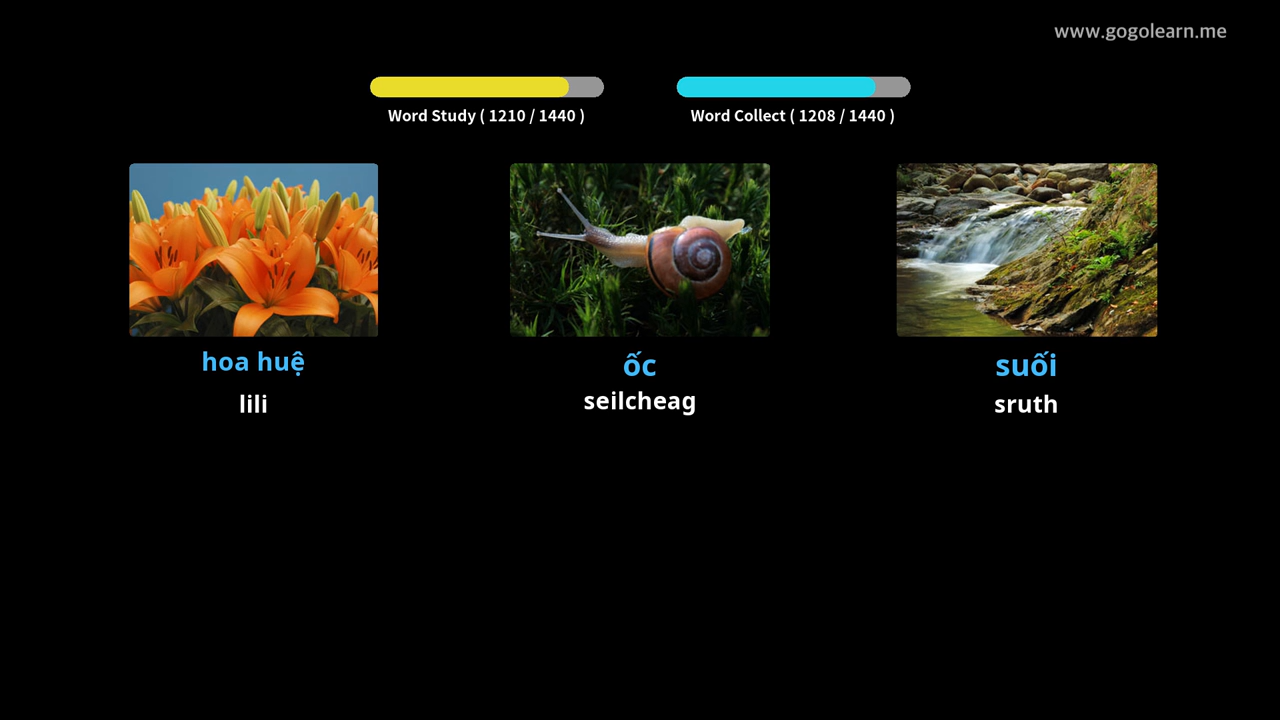 www.gogolearn.me
Word Study ( 1210 / 1440 )
Word Collect ( 1208 / 1440 )
hoa huệ
lili
ốc
seilcheag
suối
sruth